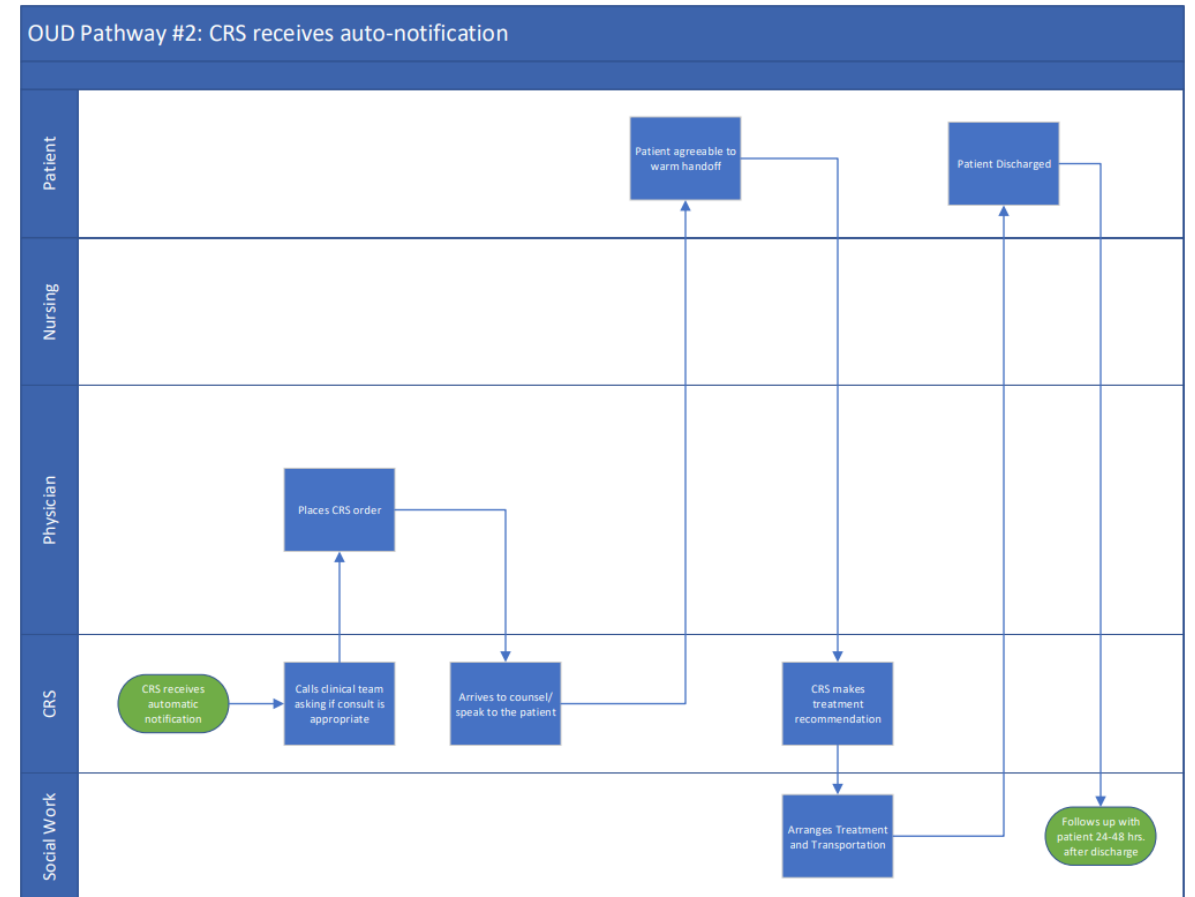 OUD Pathway #2: CRS receives auto-notification
Patient
Patient agreeable to
warm handoff
Patient Discharged
Nursing
Physician
Places CRS order
CRS
CRS receives
automatic
notification
Calls clinical team
asking if consult is
appropriate
Arrives to counsel/
speak to the patient
CRS makes
treatment
recommendation
Social Work
Arranges Treatment
and Transportation
Follows up with
patient 24-48 hrs.
after discharge